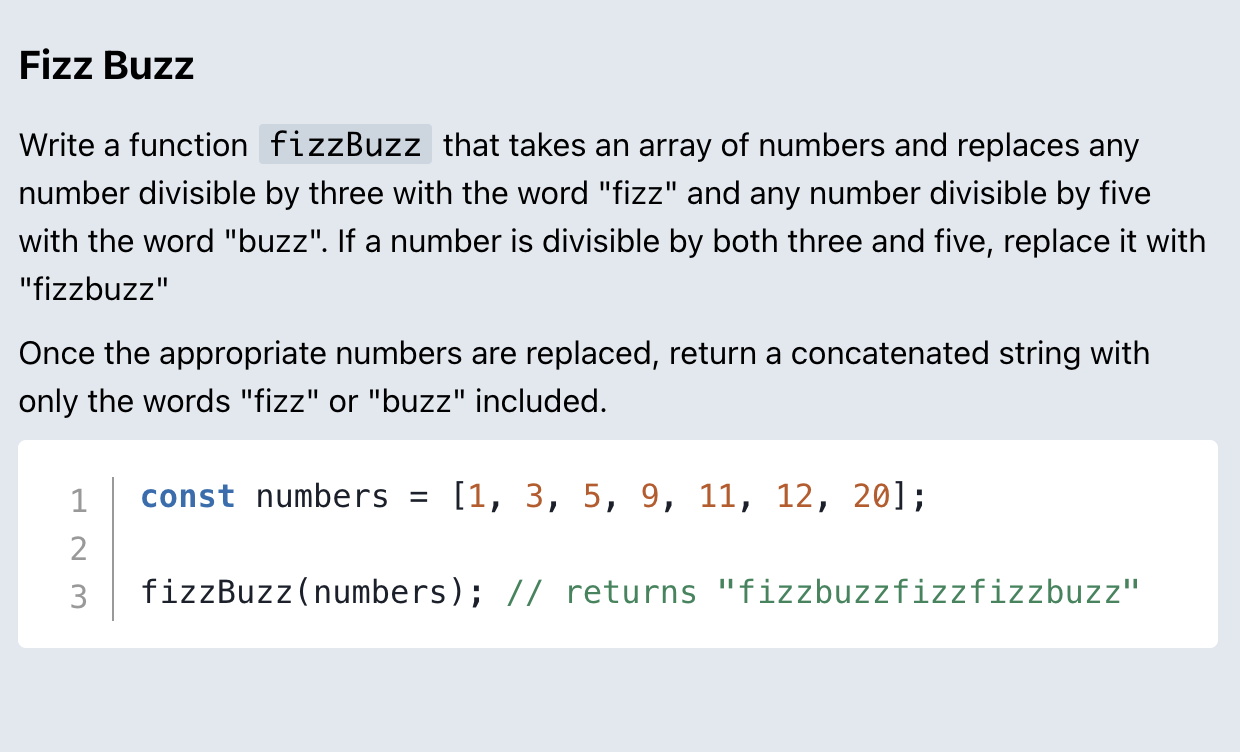 Fizz Buzz
Write a function fizzBuzz that takes an array of numbers and replaces any
number divisible by three with the word "fizz" and any number divisible by five
with the word "buzz". If a number is divisible by both three and five, replace it with
"fizzbuzz"
Once the appropriate numbers are replaced, return a concatenated string with
only the words "fizz" or "buzz" included.
1 const numbers = [1, 3, 5, 9, 11, 12, 20];
2
3 fizzBuzz(numbers); // returns "fizzbuzzfizzfizzbuzz"